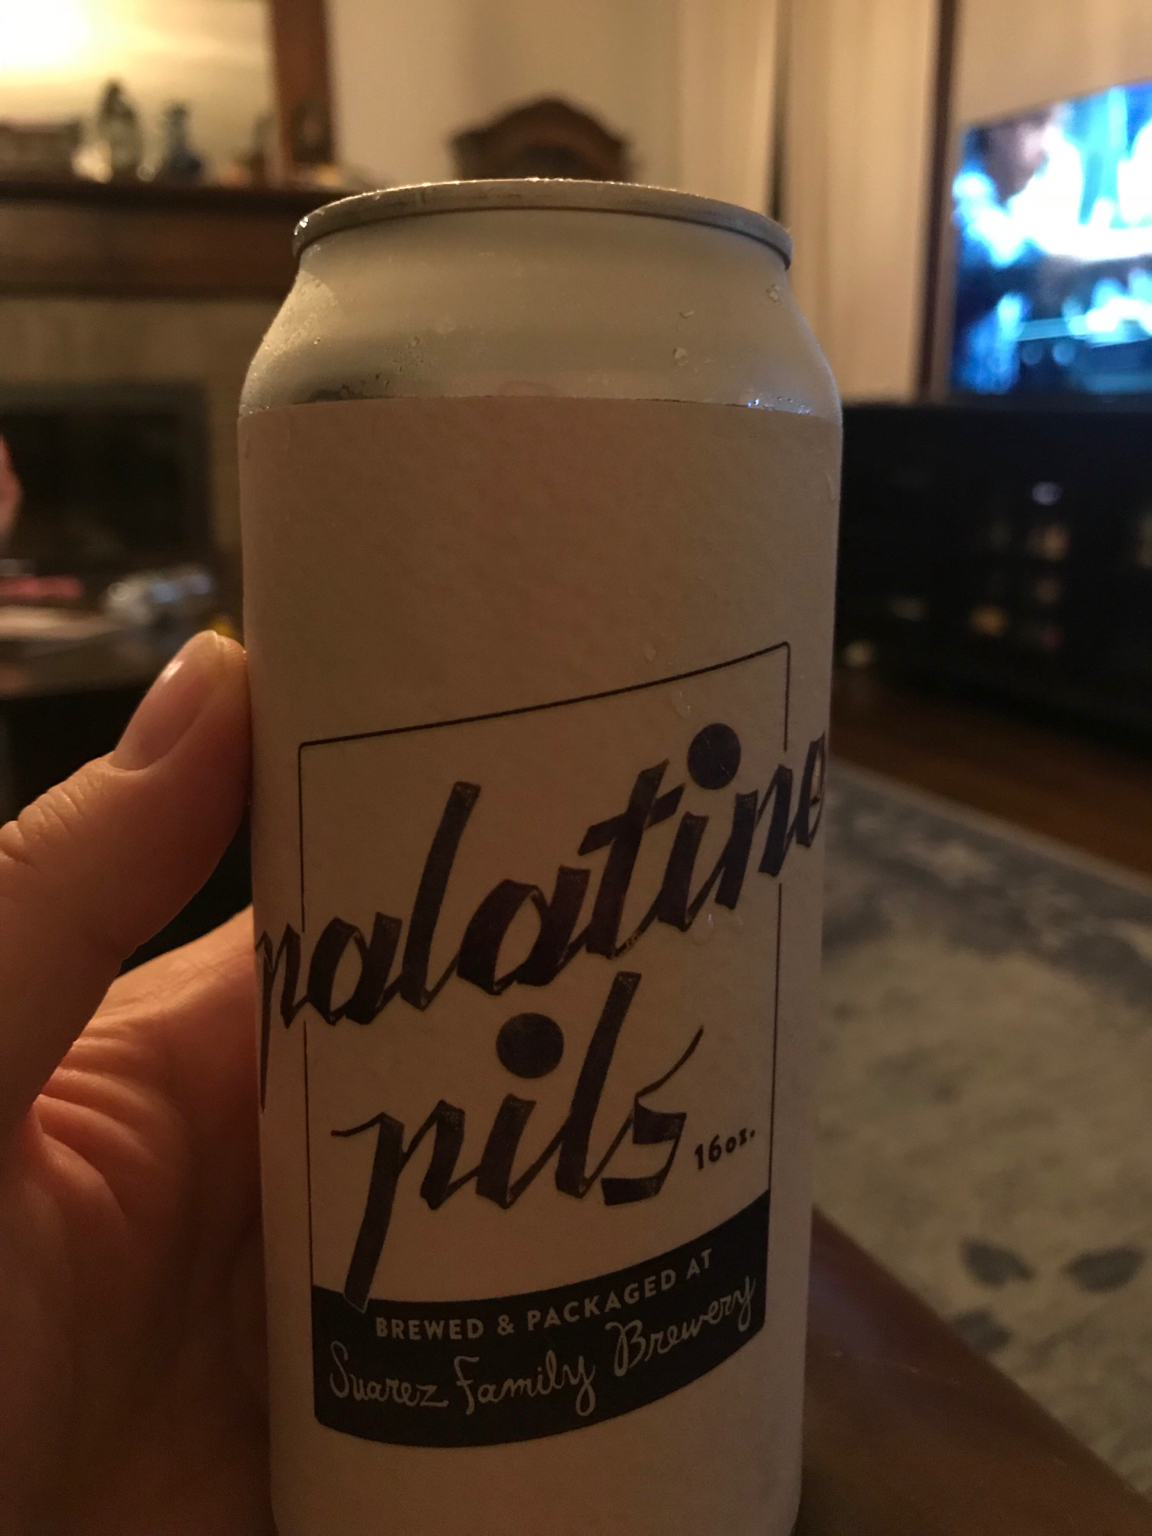 palatine
pils
16oz.
BREWED & PACKAGED AT
Suarez Family Brewery